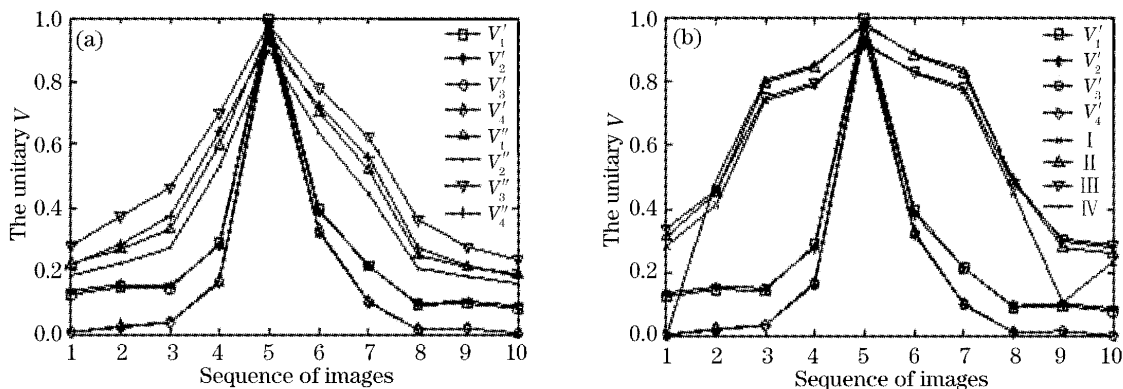 (a)
The unitary V
1.0
0.8
0.6
0.4
0.2
0.0
1 2 3 4 5 6 7 8 9 10
Sequence of images
V′₁
V′₂
V′₃
V′₄
V″₁
V″₂
V″₃
V″₄
(b)
The unitary V
1.0
0.8
0.6
0.4
0.2
0.0
1 2 3 4 5 6 7 8 9 10
Sequence of images
V′₁
V′₂
V′₃
V′₄
I
II
III
IV